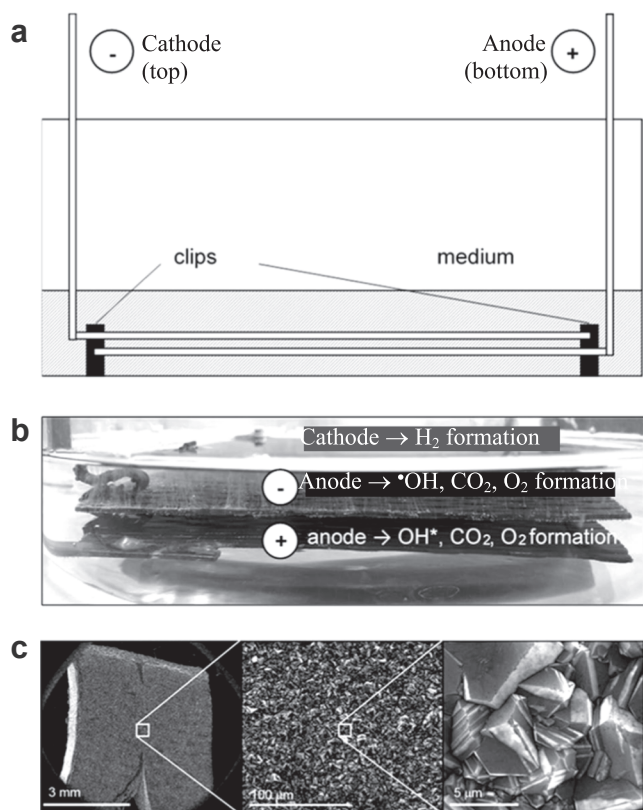 a
- Cathode
(top)
Anode +
(bottom)
clips
medium
b
Cathode → H₂ formation
- Anode → •OH, CO₂, O₂ formation
+ anode → OH*, CO₂, O₂ formation
c
3 mm
100 µm
5 µm